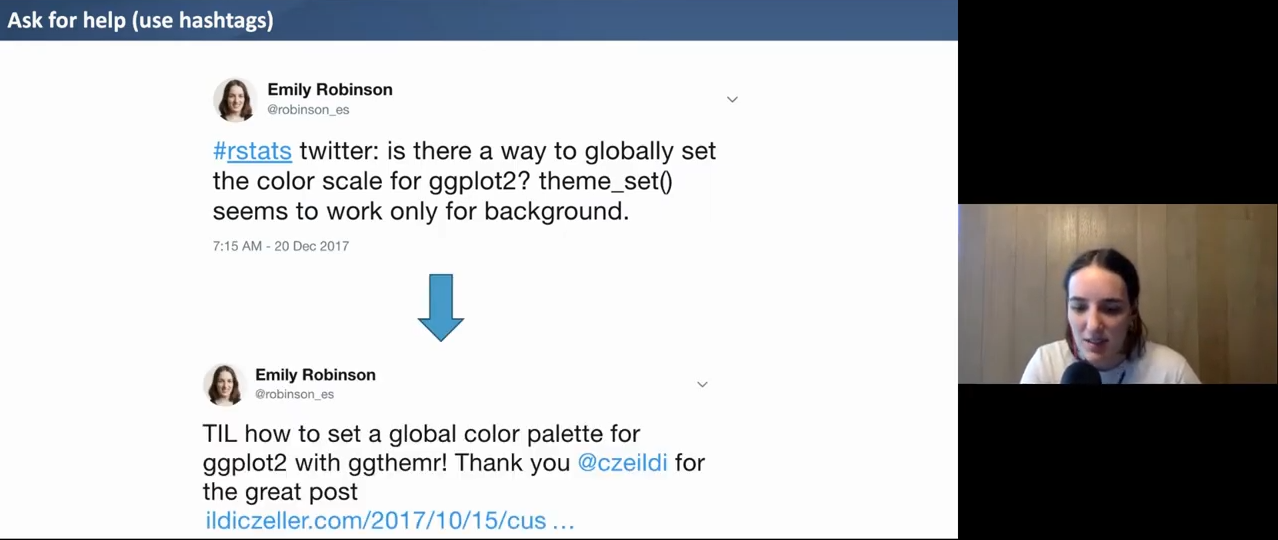 Ask for help (use hashtags)
Emily Robinson
@robinson_es
#rstats twitter: is there a way to globally set
the color scale for ggplot2? theme_set()
seems to work only for background.
7:15 AM - 20 Dec 2017
Emily Robinson
@robinson_es
TIL how to set a global color palette for
ggplot2 with ggthemr! Thank you @czeildi for
the great post
ildiczeller.com/2017/10/15/cus …